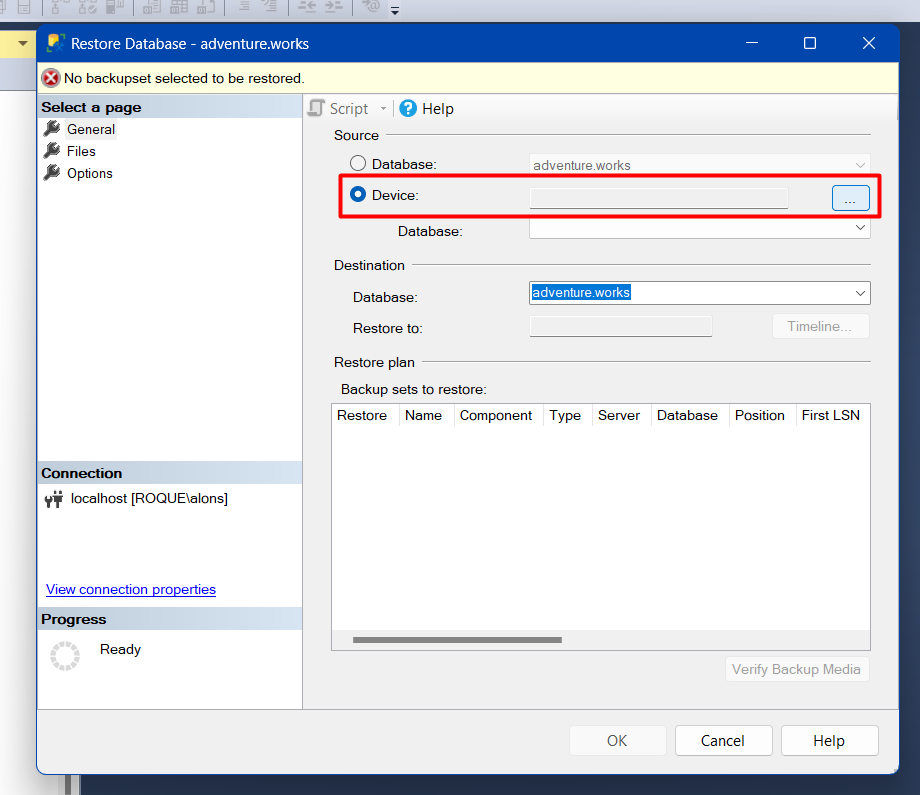 Restore Database - adventure.works
No backupset selected to be restored.
Select a page
General
Files
Options
Script
Help
Source
Database:
adventure.works
Device:
...
Database:
Destination
Database:
adventure.works
Restore to:
Timeline...
Restore plan
Backup sets to restore:
Restore Name Component Type Server Database Position First LSN
Connection
localhost [ROQUE\alons]
View connection properties
Progress
Ready
Verify Backup Media
OK Cancel Help